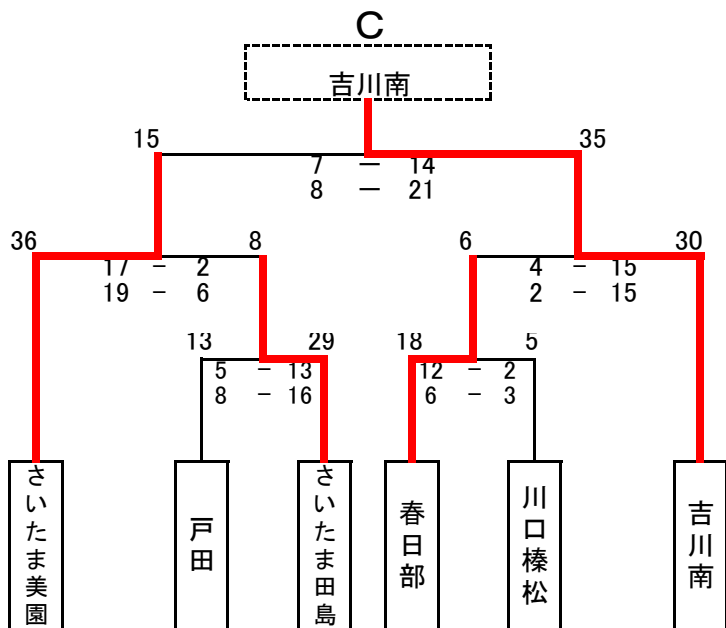 C
吉川南
15 35
7 － 14
8 － 21
36 8 6 30
17 － 2 4 － 15
19 － 6 2 － 15
13 29 18 5
5 － 13 12 － 2
8 － 16 6 － 3
さいたま美園
戸田
さいたま田島
春日部
川口榛松
吉川南